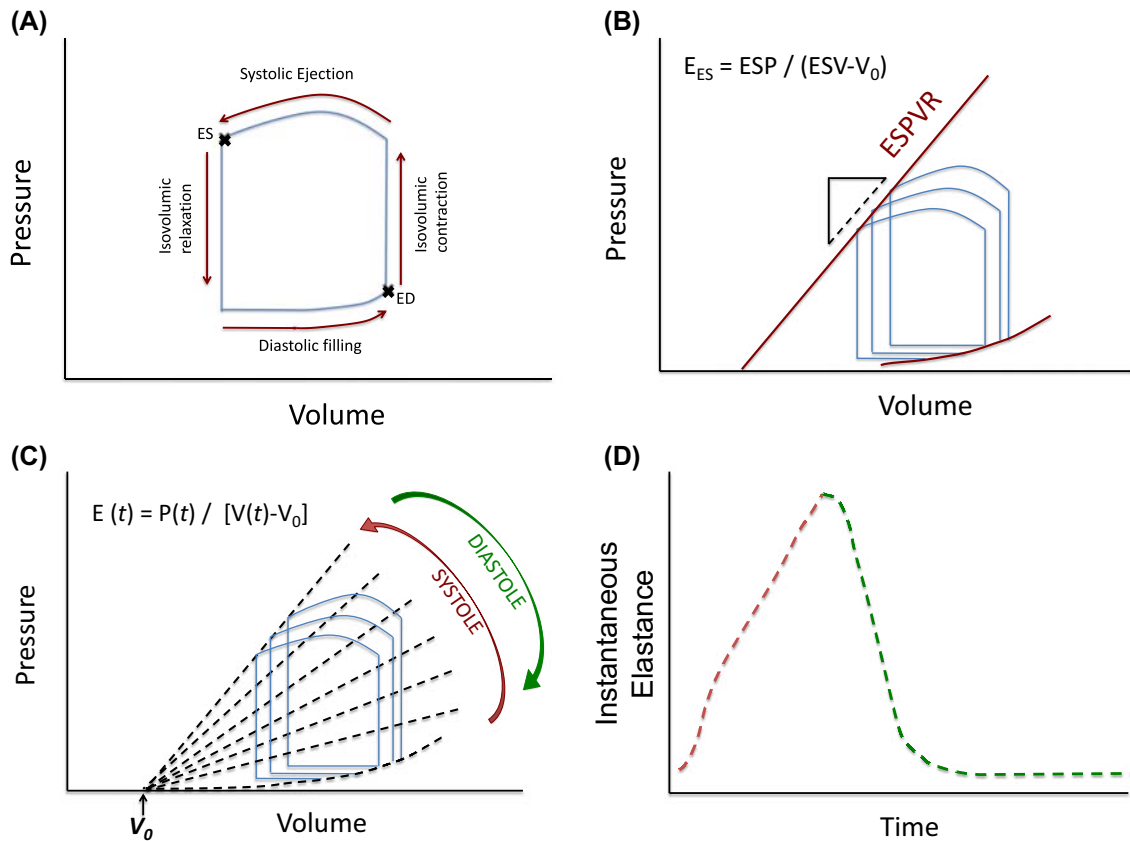 (A)
Systolic Ejection
ES
Isovolumic
relaxation
Isovolumic
contraction
ED
Diastolic filling
Pressure
Volume
(B)
E_ES = ESP / (ESV-V_0)
ESPVR
Pressure
Volume
(C)
E (t) = P(t) / [V(t)-V_0]
DIASTOLE
SYSTOLE
Pressure
V_0
Volume
(D)
Instantaneous
Elastance
Time